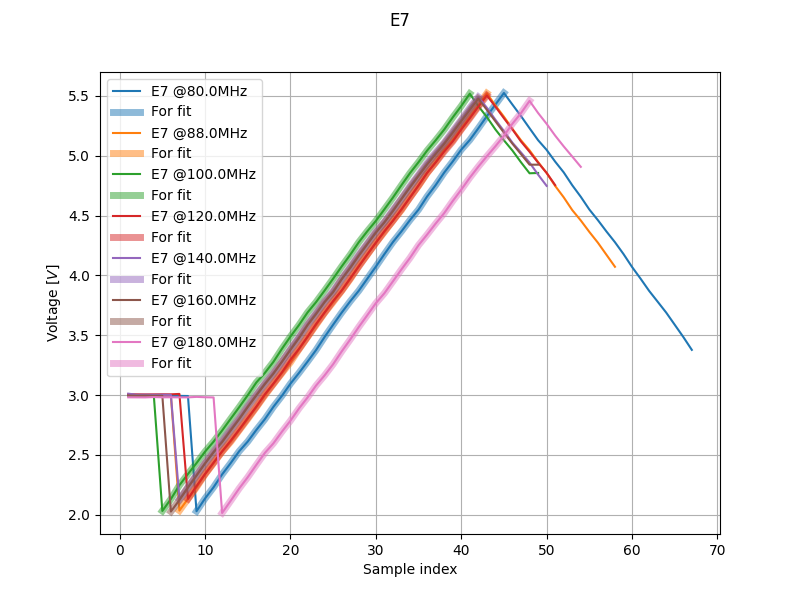 E7
E7 @80.0MHz
For fit
E7 @88.0MHz
For fit
E7 @100.0MHz
For fit
E7 @120.0MHz
For fit
E7 @140.0MHz
For fit
E7 @160.0MHz
For fit
E7 @180.0MHz
For fit
Voltage [V]
5.5
5.0
4.5
4.0
3.5
3.0
2.5
2.0
0 10 20 30 40 50 60 70
Sample index